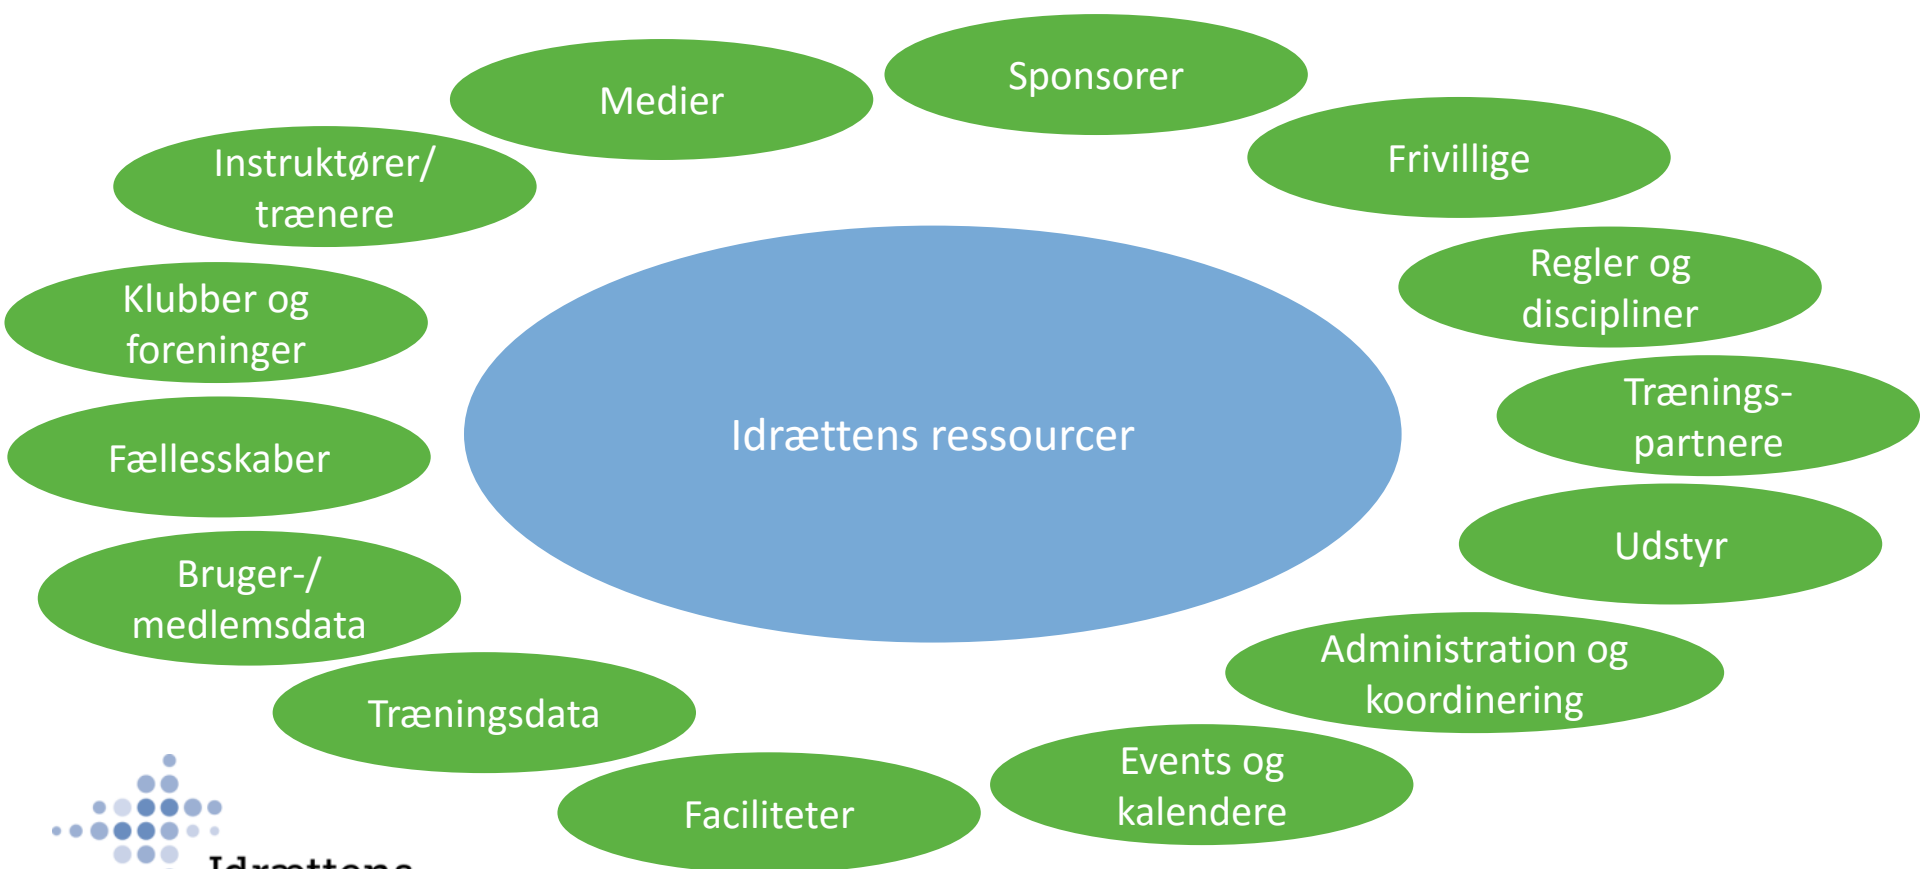 Sponsorer
Medier
Frivillige
Instruktører/
trænere
Regler og
discipliner
Klubber og
foreninger
Trænings-
partnere
Idrættens ressourcer
Fællesskaber
Udstyr
Bruger-/
medlemsdata
Administration og
koordinering
Træningsdata
Events og
kalendere
Faciliteter
Idrættens